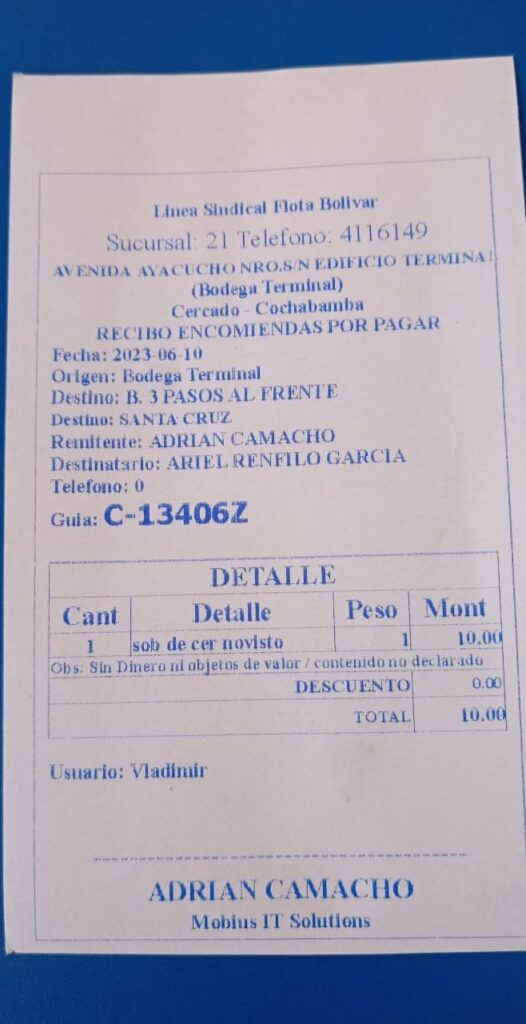 Linea Sindical Flota Bolivar
Sucursal: 21 Telefono: 4116149
AVENIDA AYACUCHO NRO.S/N EDIFICIO TERMINAL
(Bodega Terminal)
Cercado - Cochabamba
RECIBO ENCOMIENDAS POR PAGAR
Fecha: 2023-06-10
Origen: Bodega Terminal
Destino: B. 3 PASOS AL FRENTE
Destino: SANTA CRUZ
Remitente: ADRIAN CAMACHO
Destinatario: ARIEL RENFILO GARCIA
Telefono: 0
Guia: C-13406Z
DETALLE
Cant Detalle Peso Mont
1 sob de cer novisto 1 10.00
Obs: Sin Dinero ni objetos de valor / contenido no declarado
DESCUENTO 0.00
TOTAL 10.00
Usuario: Vladimir
ADRIAN CAMACHO
Mobius IT Solutions